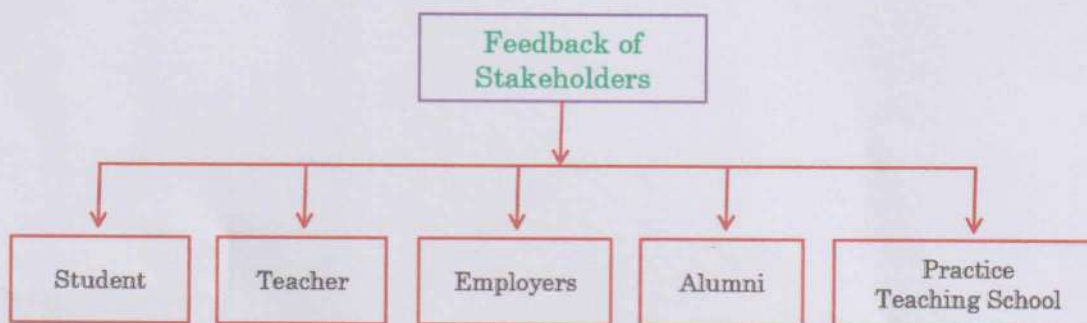 Feedback of
Stakeholders
Student
Teacher
Employers
Alumni
Practice
Teaching School